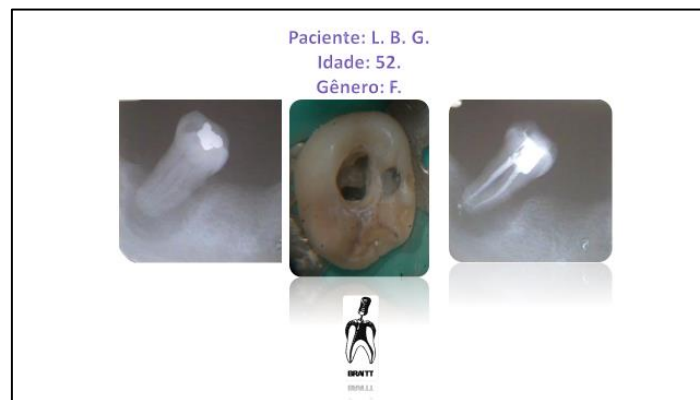 Paciente: L. B. G.
Idade: 52.
Gênero: F.
BRAITT